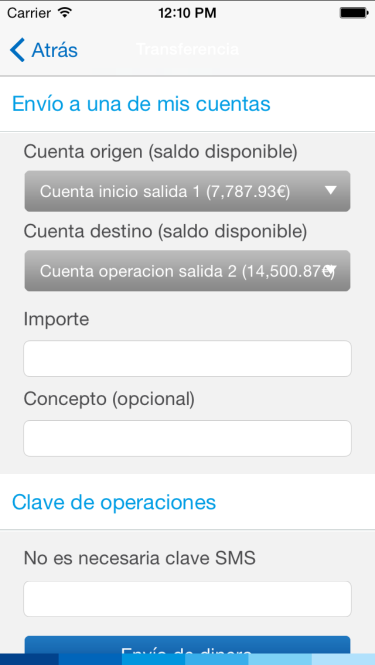 Carrier 12:10 PM
Atrás Transferencia
Envío a una de mis cuentas
Cuenta origen (saldo disponible)
Cuenta inicio salida 1 (7,787.93€)
Cuenta destino (saldo disponible)
Cuenta operacion salida 2 (14,500.87€)
Importe
Concepto (opcional)
Clave de operaciones
No es necesaria clave SMS
Envío de dinero